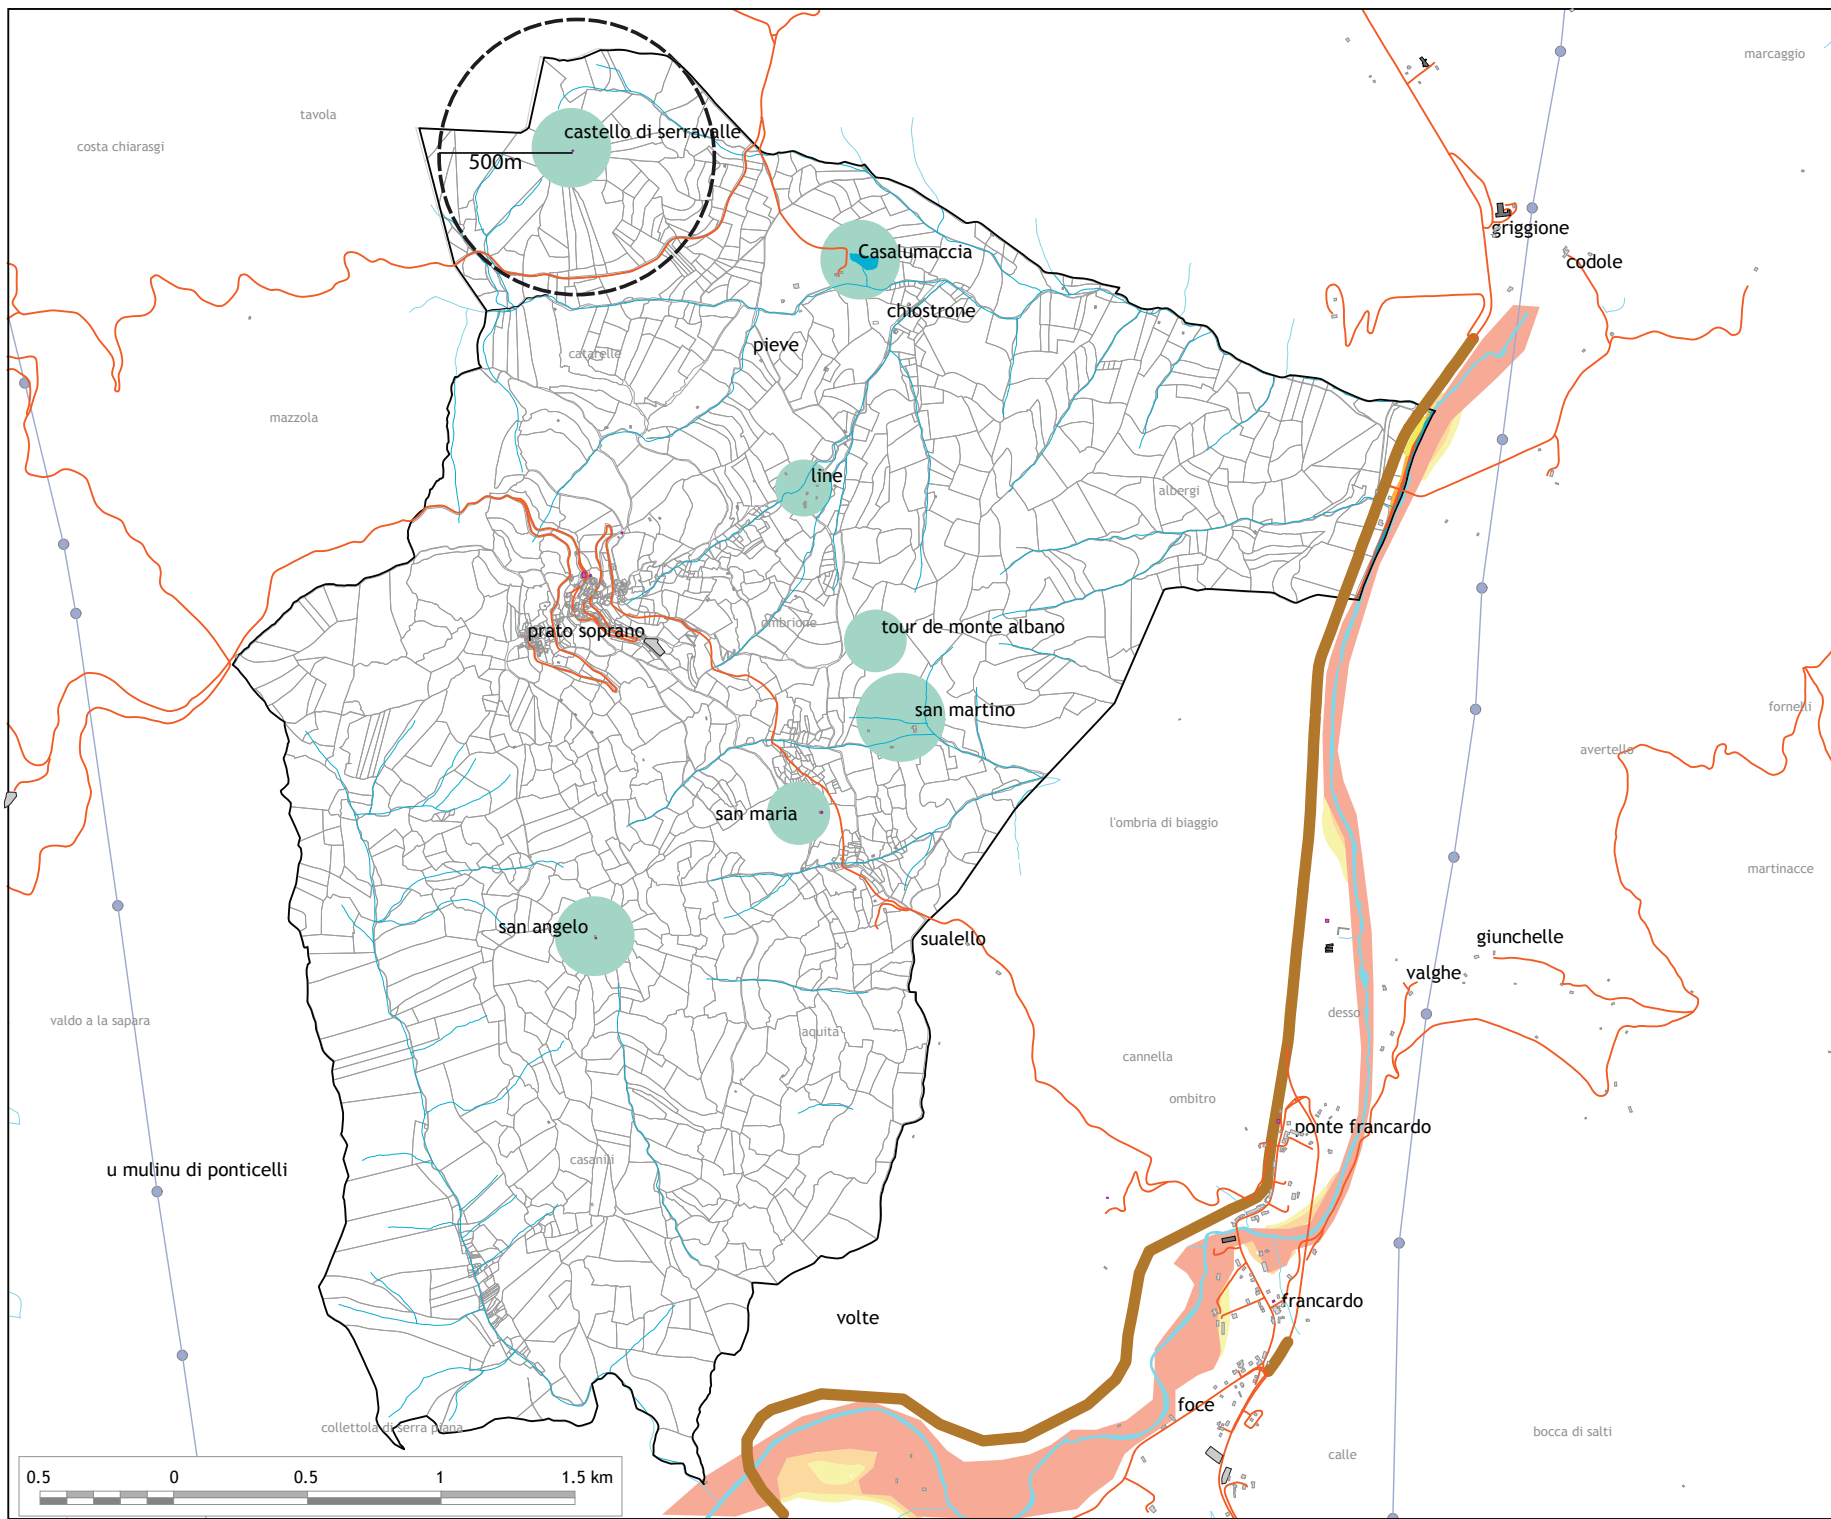 marcaggio
tavola
costa chiarasgi
castello di serravalle
500m
griggione
Casalumaccia
codole
chiostrone
pieve
catarelle
mazzola
line
albergi
ombrione
tour de monte albano
prato soprano
san martino
fornelli
avertello
san maria
l'ombria di biaggio
martinacce
san angelo
sualello
giunchelle
valghe
valdo a la sapara
aquita
desso
cannella
ombitro
ponte francardo
casanili
u mulinu di ponticelli
francardo
volte
foce
collettola di serra piana
bocca di salti
calle
0.5 0 0.5 1 1.5 km